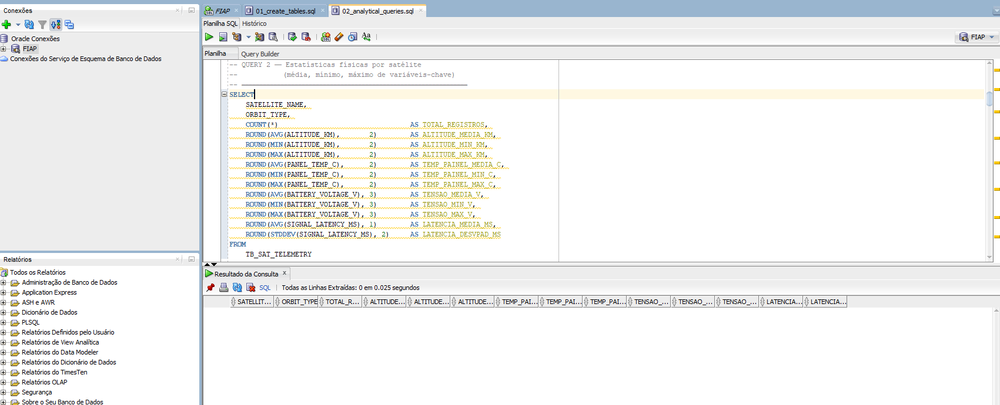 Conexões
Oracle Conexões
FIAP
Conexões do Serviço de Esquema de Banco de Dados
Relatórios
Todos os Relatórios
Administração de Banco de Dados
Application Express
ASH e AWR
Dicionário de Dados
PLSQL
Relatórios Definidos pelo Usuário
Relatórios de View Analítica
Relatórios do Data Modeler
Relatórios do Dicionário de Dados
Relatórios do TimesTen
Relatórios OLAP
Segurança
Sobre o Seu Banco de Dados
FIAP 01_create_tables.sql 02_analytical_queries.sql
Planilha SQL Histórico
FIAP
Planilha Query Builder
-- QUERY 2 — Estatísticas físicas por satélite
-- (média, mínimo, máximo de variáveis-chave)
-- ═══════════════════════════════════════
SELECT
SATELLITE_NAME,
ORBIT_TYPE,
COUNT(*) AS TOTAL_REGISTROS,
ROUND(AVG(ALTITUDE_KM), 2) AS ALTITUDE_MEDIA_KM,
ROUND(MIN(ALTITUDE_KM), 2) AS ALTITUDE_MIN_KM,
ROUND(MAX(ALTITUDE_KM), 2) AS ALTITUDE_MAX_KM,
ROUND(AVG(PANEL_TEMP_C), 2) AS TEMP_PAINEL_MEDIA_C,
ROUND(MIN(PANEL_TEMP_C), 2) AS TEMP_PAINEL_MIN_C,
ROUND(MAX(PANEL_TEMP_C), 2) AS TEMP_PAINEL_MAX_C,
ROUND(AVG(BATTERY_VOLTAGE_V), 3) AS TENSAO_MEDIA_V,
ROUND(MIN(BATTERY_VOLTAGE_V), 3) AS TENSAO_MIN_V,
ROUND(MAX(BATTERY_VOLTAGE_V), 3) AS TENSAO_MAX_V,
ROUND(AVG(SIGNAL_LATENCY_MS), 1) AS LATENCIA_MEDIA_MS,
ROUND(STDDEV(SIGNAL_LATENCY_MS), 2) AS LATENCIA_DESVPAD_MS
FROM
TB_SAT_TELEMETRY
Resultado da Consulta
SQL | Todas as Linhas Extraídas: 0 em 0.025 segundos
SATELLIT... ORBIT_TYPE TOTAL_R... ALTITUDE... ALTITUDE... ALTITUDE... TEMP_PAI... TEMP_PAI... TEMP_PAI... TENSAO_... TENSAO_... TENSAO_... LATENCIA... LATENCIA...